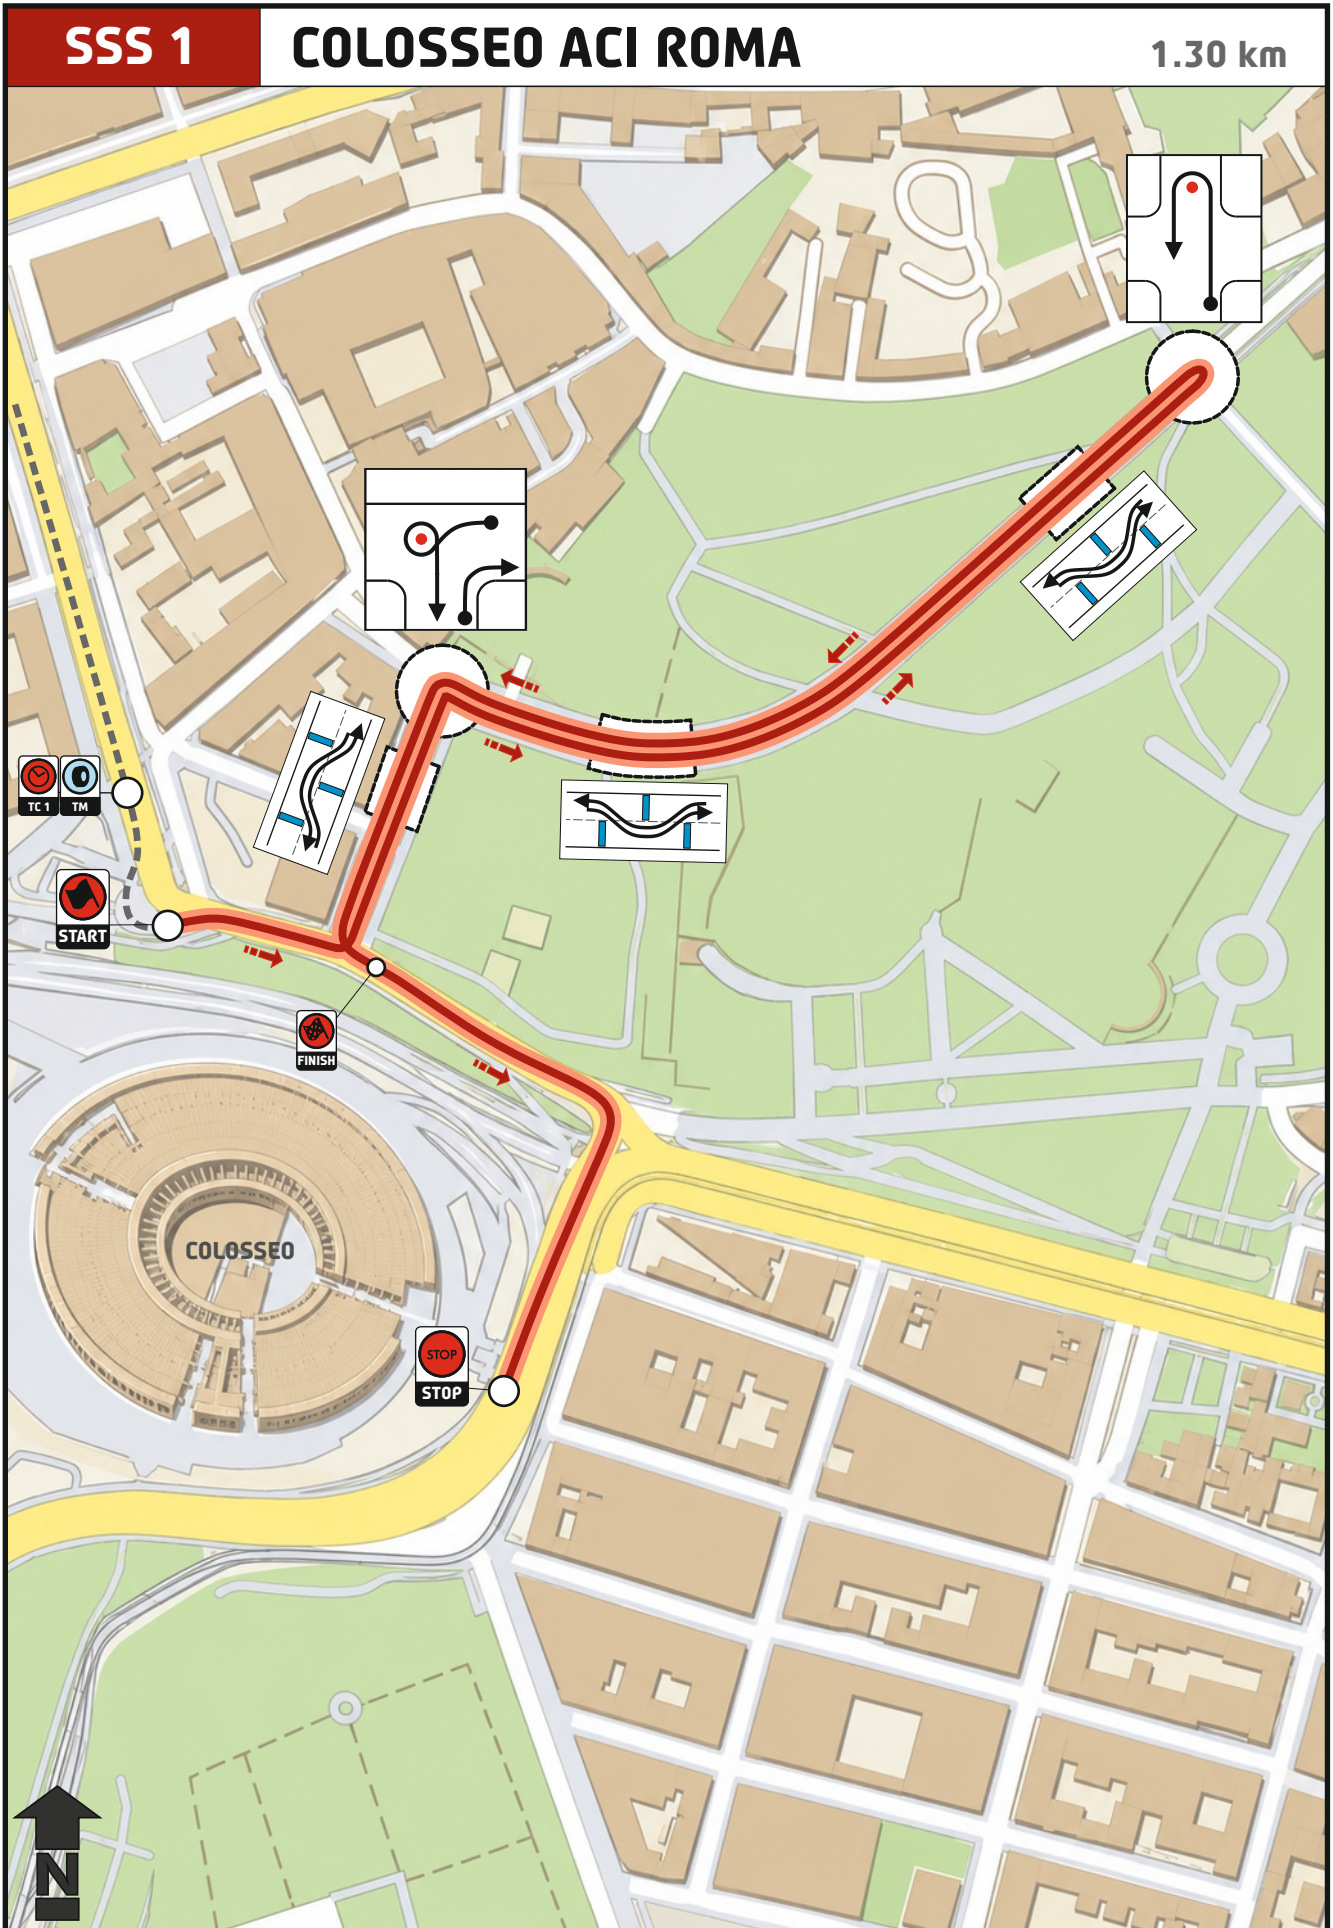 SSS 1
COLOSSEO ACI ROMA
1.30 km
TC 1
TM
START
FINISH
COLOSSEO
STOP
STOP
N